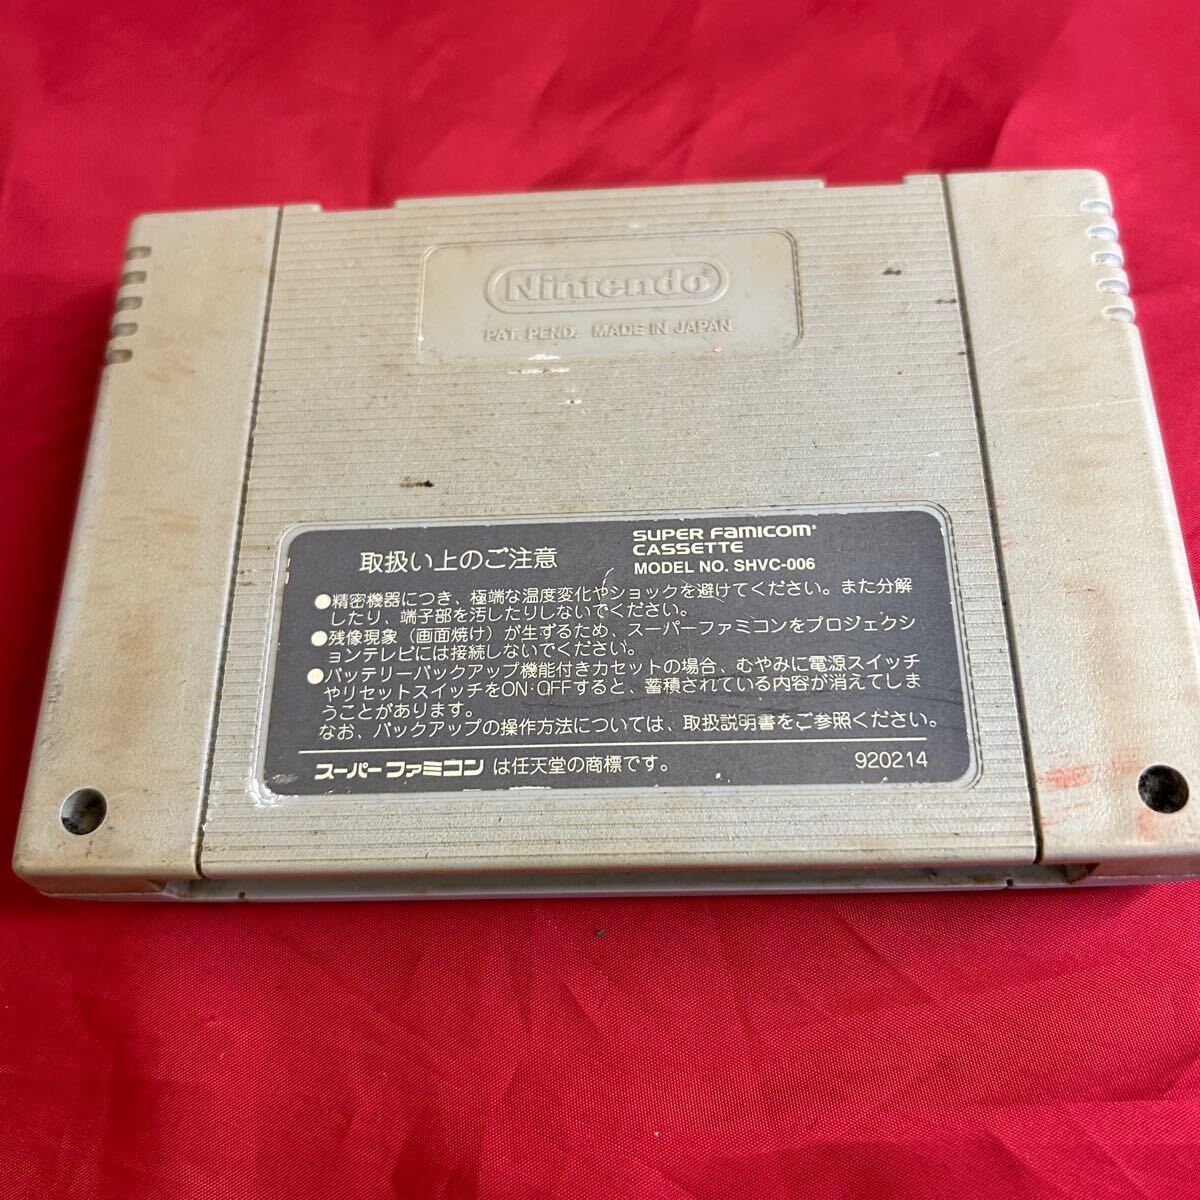 Nintendo®
PAT. PEND. MADE IN JAPAN
取扱い上のご注意
SUPER FAMICOM®
CASSETTE
MODEL NO. SHVC-006
●精密機器につき、極端な温度変化やショックを避けてください。また分解
したり、端子部を汚したりしないでください。
●残像現象（画面焼け）が生ずるため、スーパーファミコンをプロジェクシ
ョンテレビには接続しないでください。
●バッテリーバックアップ機能付きカセットの場合、むやみに電源スイッチ
やリセットスイッチをON・OFFすると、蓄積されている内容が消えてしま
うことがあります。
なお、バックアップの操作方法については、取扱説明書をご参照ください。
スーパーファミコン は任天堂の商標です。
920214